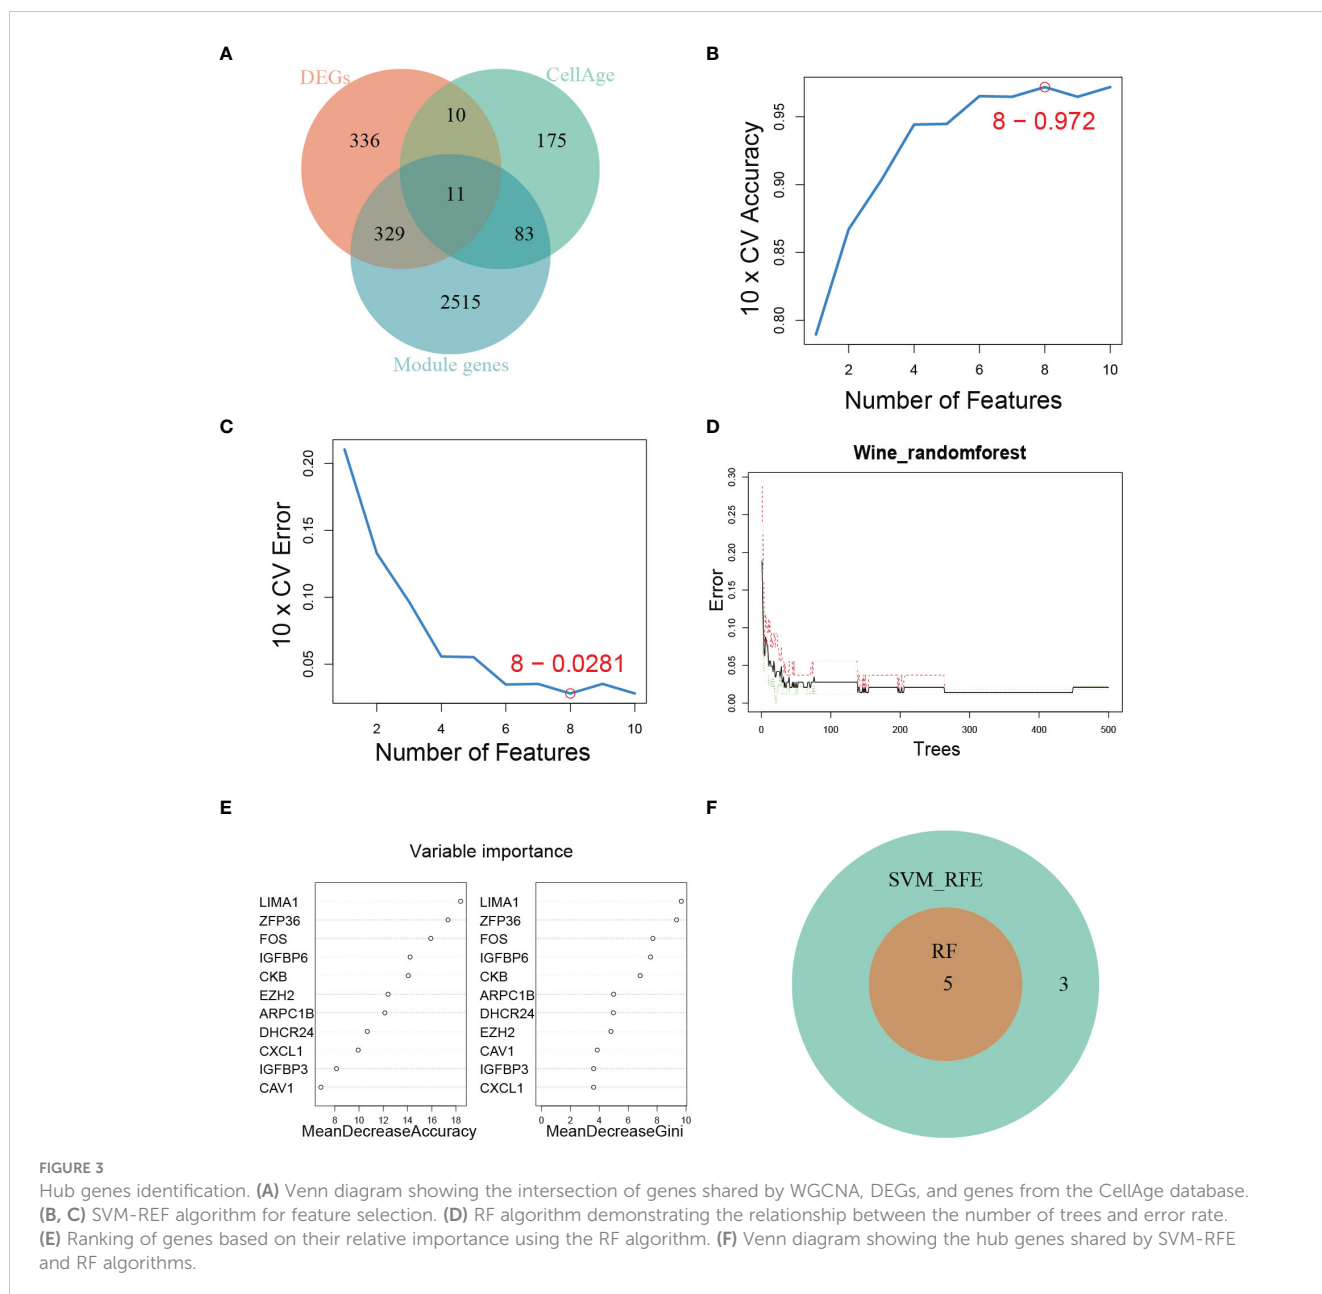 A
DEGs
CellAge
10
336
175
11
329
83
2515
Module genes
B
10 x CV Accuracy
0.95
0.90
0.85
0.80
8 − 0.972
2 4 6 8 10
Number of Features
C
10 x CV Error
0.20
0.15
0.10
0.05
8 − 0.0281
2 4 6 8 10
Number of Features
D
Wine_randomforest
Error
0.30
0.25
0.20
0.15
0.10
0.05
0.00
0 100 200 300 400 500
Trees
E
Variable importance
LIMA1
ZFP36
FOS
IGFBP6
CKB
EZH2
ARPC1B
DHCR24
CXCL1
IGFBP3
CAV1
8 10 12 14 16 18
MeanDecreaseAccuracy
LIMA1
ZFP36
FOS
IGFBP6
CKB
ARPC1B
DHCR24
EZH2
CAV1
IGFBP3
CXCL1
0 2 4 6 8 10
MeanDecreaseGini
F
SVM_RFE
RF
5
3
FIGURE 3
Hub genes identification. (A) Venn diagram showing the intersection of genes shared by WGCNA, DEGs, and genes from the CellAge database.
(B, C) SVM-REF algorithm for feature selection. (D) RF algorithm demonstrating the relationship between the number of trees and error rate.
(E) Ranking of genes based on their relative importance using the RF algorithm. (F) Venn diagram showing the hub genes shared by SVM-RFE
and RF algorithms.